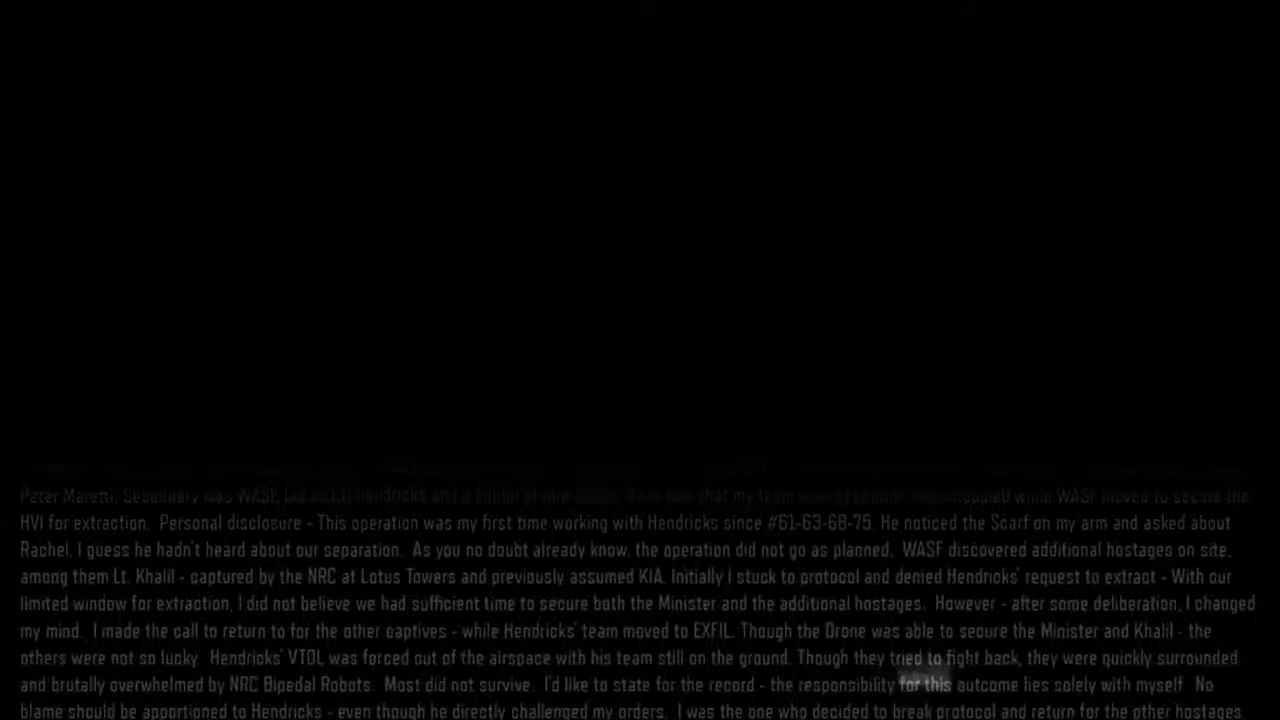 Peter Maretti. Secondary was WASF, Hendricks and that my team while WASF moved to secure the
HVI for extraction.  Personal disclosure - This operation was my first time working with Hendricks since #61-63-68-75. He noticed the Scarf on my arm and asked about
Rachel. I guess he hadn't heard about our separation.  As you no doubt already know, the operation did not go as planned.  WASF discovered additional hostages on site,
among them Lt. Khalil - captured by the NRC at Lotus Towers and previously assumed KIA. Initially I stuck to protocol and denied Hendricks' request to extract - With our
limited window for extraction, I did not believe we had sufficient time to secure both the Minister and the additional hostages.  However - after some deliberation, I changed
my mind.  I made the call to return to for the other captives - while Hendricks' team moved to EXFIL. Though the Drone was able to secure the Minister and Khalil - the
others were not so lucky.  Hendricks' VTOL was forced out of the airspace with his team still on the ground. Though they tried to fight back, they were quickly surrounded
and brutally overwhelmed by NRC Bipedal Robots.  Most did not survive.  I'd like to state for the record - the responsibility for this outcome lies solely with myself.  No
blame should be apportioned to Hendricks - even though he directly challenged my orders.  I was the one who decided to break protocol and return for the other hostages.